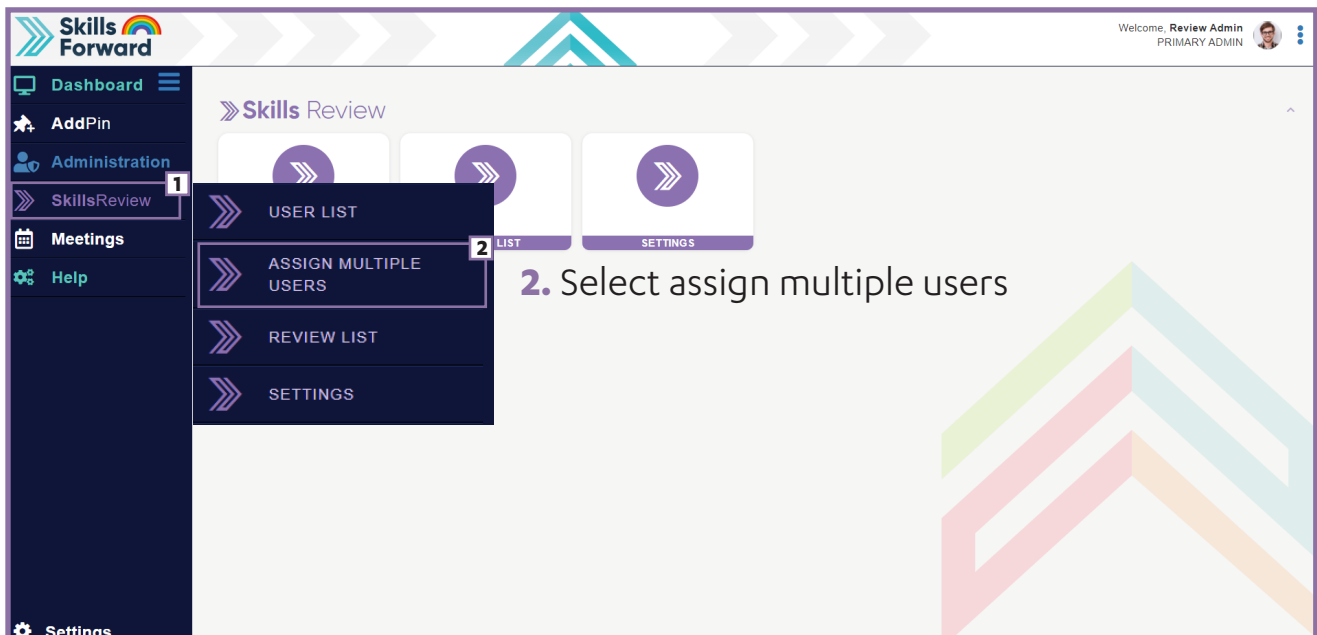 Skills
Forward
Welcome, Review Admin
PRIMARY ADMIN
Dashboard
AddPin
Administration
1
SkillsReview
Meetings
Help
Settings
Skills Review
LIST
SETTINGS
USER LIST
2
ASSIGN MULTIPLE
USERS
REVIEW LIST
SETTINGS
2. Select assign multiple users